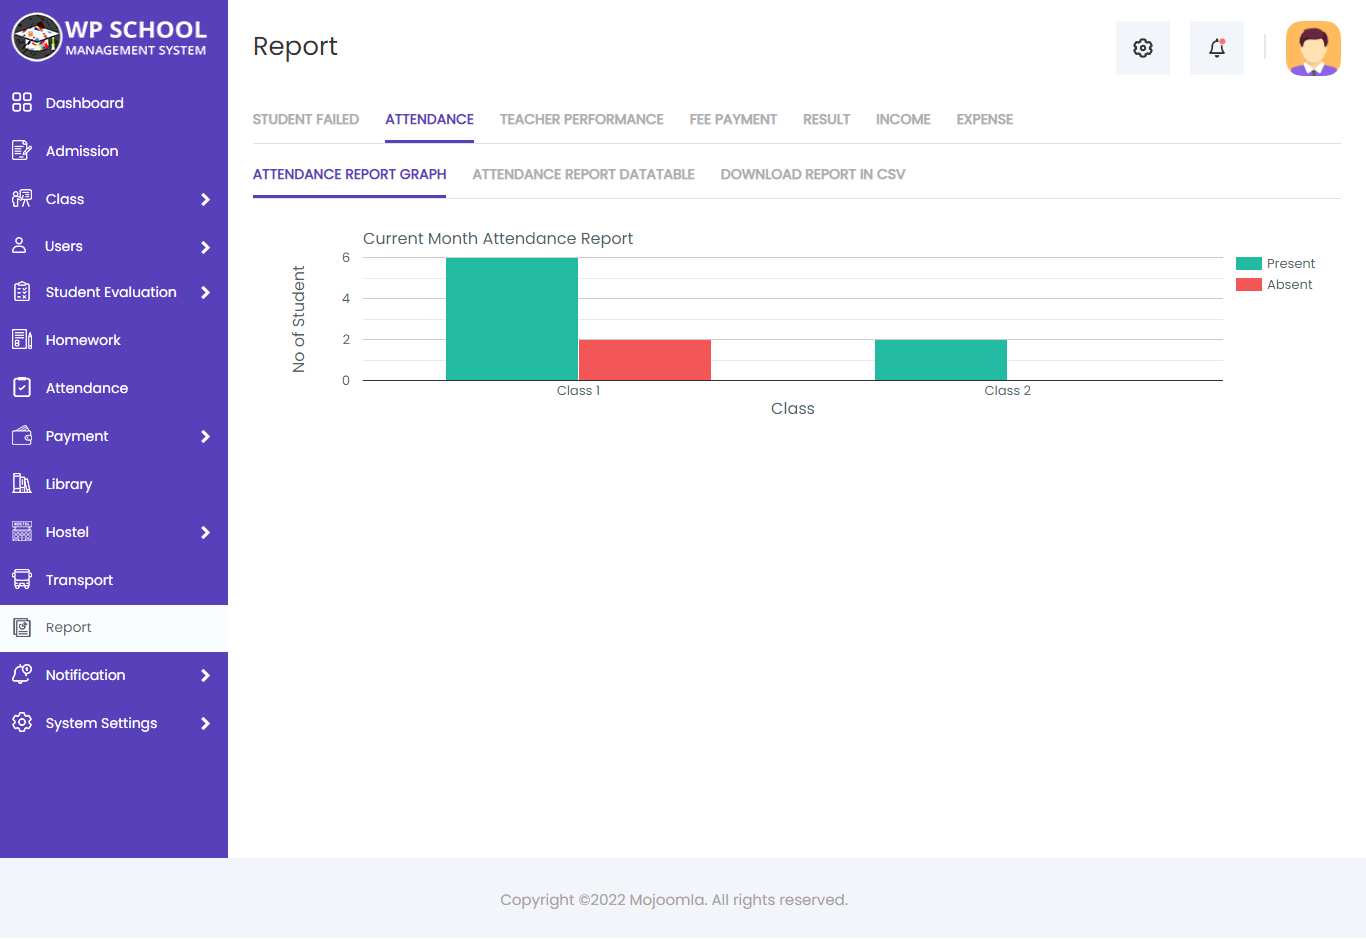 WP SCHOOL
MANAGEMENT SYSTEM
Dashboard
Admission
Class
Users
Student Evaluation
Homework
Attendance
Payment
Library
HOSTEL
Hostel
Transport
Report
Notification
System Settings
Report
STUDENT FAILED ATTENDANCE TEACHER PERFORMANCE FEE PAYMENT RESULT INCOME EXPENSE
ATTENDANCE REPORT GRAPH ATTENDANCE REPORT DATATABLE DOWNLOAD REPORT IN CSV
Current Month Attendance Report
No of Student
6
4
2
0
Class 1 Class 2
Class
Present
Absent
Copyright ©2022 Mojoomla. All rights reserved.